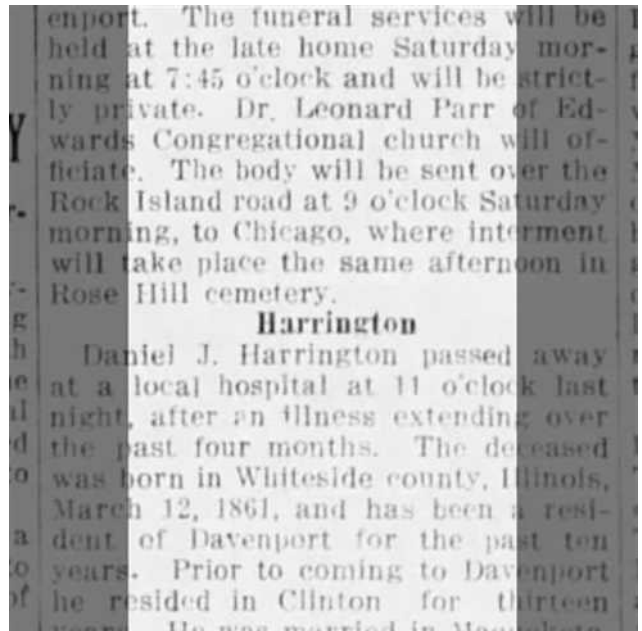 enport. The funeral services will be
held at the late home Saturday mor-
ning at 7:45 o'clock and will be strict-
ly private. Dr. Leonard Parr of Ed-
wards Congregational church will of-
ficiate. The body will be sent over the
Rock Island road at 9 o'clock Saturday
morning, to Chicago, where interment
will take place the same afternoon in
Rose Hill cemetery.
Harrington
Daniel J. Harrington passed away
at a local hospital at 11 o'clock last
night, after an illness extending over
the past four months. The deceased
was born in Whiteside county, Illinois,
March 12, 1861, and has been a resi-
dent of Davenport for the past ten
years. Prior to coming to Davenport
he resided in Clinton for thirteen
years. He was married in Maquoketa